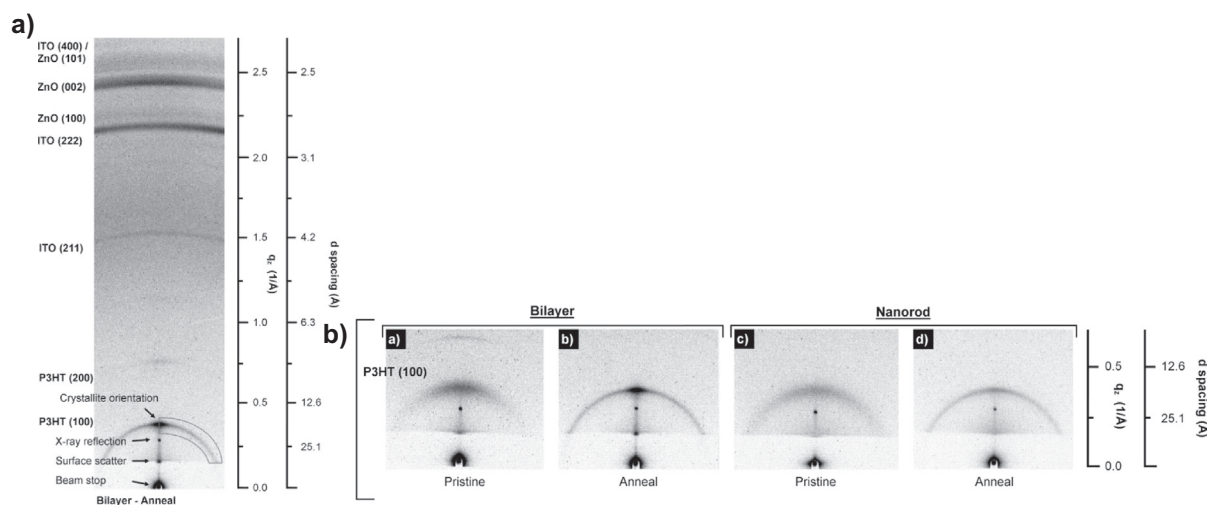 a)
ITO (400) /
ZnO (101)
ZnO (002)
ZnO (100)
ITO (222)
ITO (211)
P3HT (200)
Crystallite orientation
P3HT (100)
X-ray reflection
Surface scatter
Beam stop
Bilayer - Anneal
2.5
2.0
1.5
1.0
0.5
0.0
qz (1/A)
2.5
3.1
4.2
6.3
12.6
25.1
d spacing (A)
b)
Bilayer
Nanorod
a)
b)
c)
d)
P3HT (100)
Pristine
Anneal
Pristine
Anneal
0.5
0.0
qz (1/A)
12.6
25.1
d spacing (A)